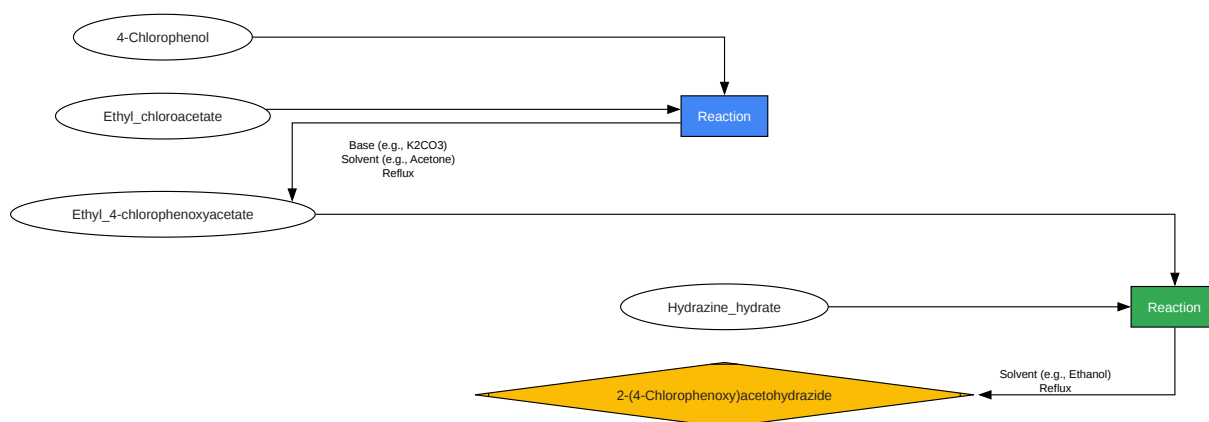 4-Chlorophenol
Ethyl_chloroacetate
Reaction
Base (e.g., K2CO3)
Solvent (e.g., Acetone)
Reflux
Ethyl_4-chlorophenoxyacetate
Hydrazine_hydrate
Reaction
Solvent (e.g., Ethanol)
Reflux
2-(4-Chlorophenoxy)acetohydrazide